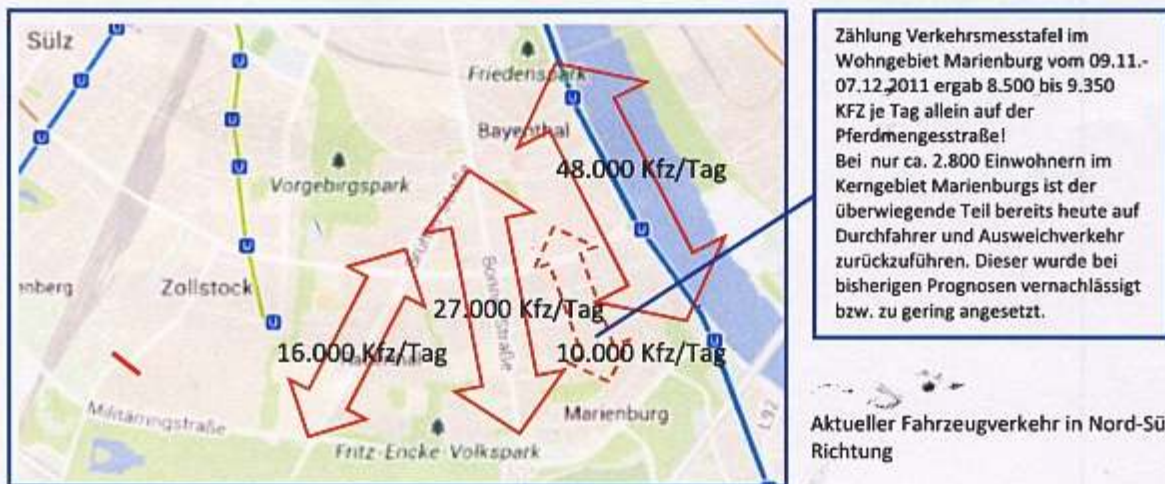 Sülz
Friedenspark
Bayenthal
48.000 Kfz/Tag
Vorgebirgspark
Zollstock
27.000 Kfz/Tag
16.000 Kfz/Tag
10.000 Kfz/Tag
Marienburg
Militärringstraße
Fritz-Encke-Volkspark
L92
Zählung Verkehrsmesstafel im
Wohngebiet Marienburg vom 09.11.-
07.12.2011 ergab 8.500 bis 9.350
KFZ je Tag allein auf der
Pferdmengesstraße!
Bei nur ca. 2.800 Einwohnern im
Kerngebiet Marienburgs ist der
überwiegende Teil bereits heute auf
Durchfahrer und Ausweichverkehr
zurückzuführen. Dieser wurde bei
bisherigen Prognosen vernachlässigt
bzw. zu gering angesetzt.
Aktueller Fahrzeugverkehr in Nord-Sü
Richtung